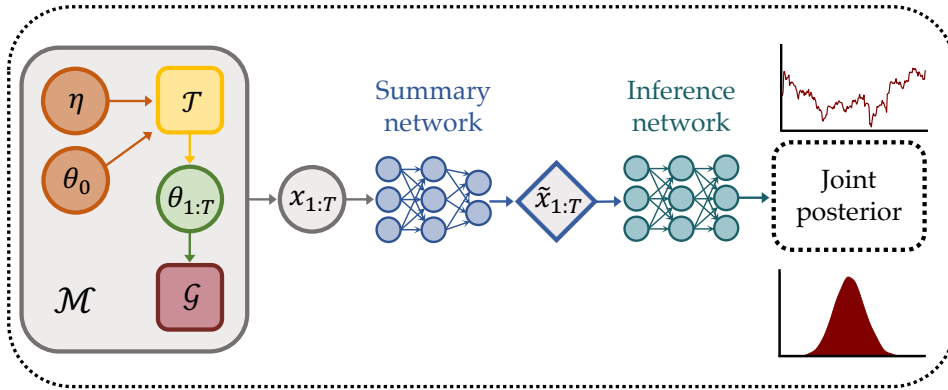 η
𝒯
θ₀
θ₁:T
𝒢
ℳ
x₁:T
Summary
network
x̃₁:T
Inference
network
Joint
posterior